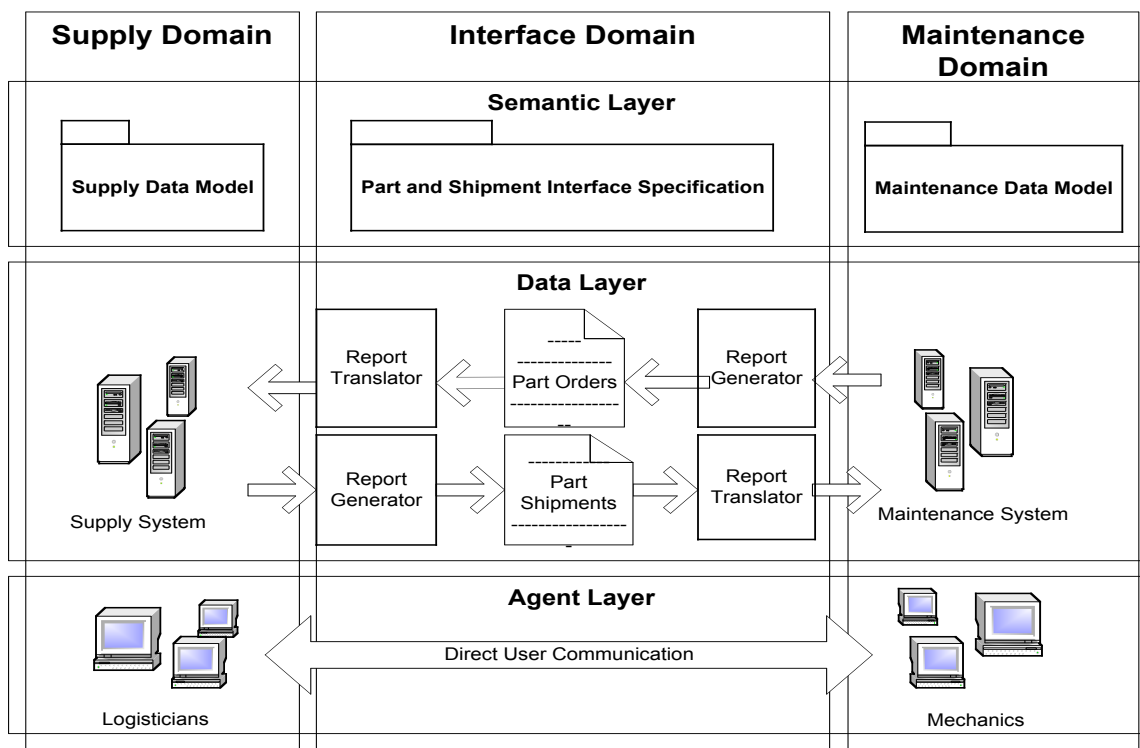 Supply Domain
Interface Domain
Maintenance
Domain
Semantic Layer
Supply Data Model
Part and Shipment Interface Specification
Maintenance Data Model
Data Layer
Report
Translator
Part Orders
Report
Generator
Report
Generator
Part
Shipments
Report
Translator
Supply System
Maintenance System
Agent Layer
Direct User Communication
Logisticians
Mechanics